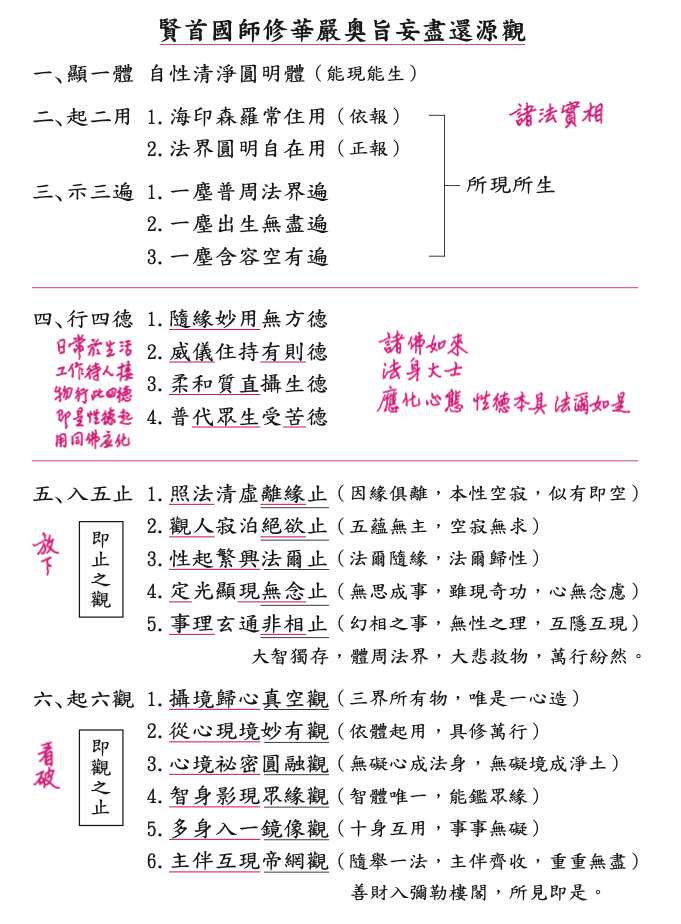 賢首國師修華嚴奧旨妄盡還源觀
一、顯一體 自性清淨圓明體（能現能生）
二、起二用 1. 海印森羅常住用（依報）
2. 法界圓明自在用（正報）
諸法實相
三、示三遍 1. 一塵普周法界遍
2. 一塵出生無盡遍
3. 一塵含容空有遍
所現所生
四、行四德 1. 隨緣妙用無方德
2. 威儀住持有則德
3. 柔和質直攝生德
4. 普代眾生受苦德
日常於生活
工作待人接
物行此四德
即是性德起
用同佛應化
諸佛如來
法身大士
應化心態 性德本具 法爾如是
五、入五止 1. 照法清虛離緣止（因緣俱離，本性空寂，似有即空）
2. 觀人寂泊絕欲止（五蘊無主，空寂無求）
3. 性起繁興法爾止（法爾隨緣，法爾歸性）
4. 定光顯現無念止（無思成事，雖現奇功，心無念慮）
5. 事理玄通非相止（幻相之事，無性之理，互隱互現）
大智獨存，體周法界，大悲救物，萬行紛然。
放下
即止之觀
六、起六觀 1. 攝境歸心真空觀（三界所有物，唯是一心造）
2. 從心現境妙有觀（依體起用，具修萬行）
3. 心境祕密圓融觀（無礙心成法身，無礙境成淨土）
4. 智身影現眾緣觀（智體唯一，能鑑眾緣）
5. 多身入一鏡像觀（十身互用，事事無礙）
6. 主伴互現帝網觀（隨舉一法，主伴齊收，重重無盡）
善財入彌勒樓閣，所見即是。
看破
即觀之止